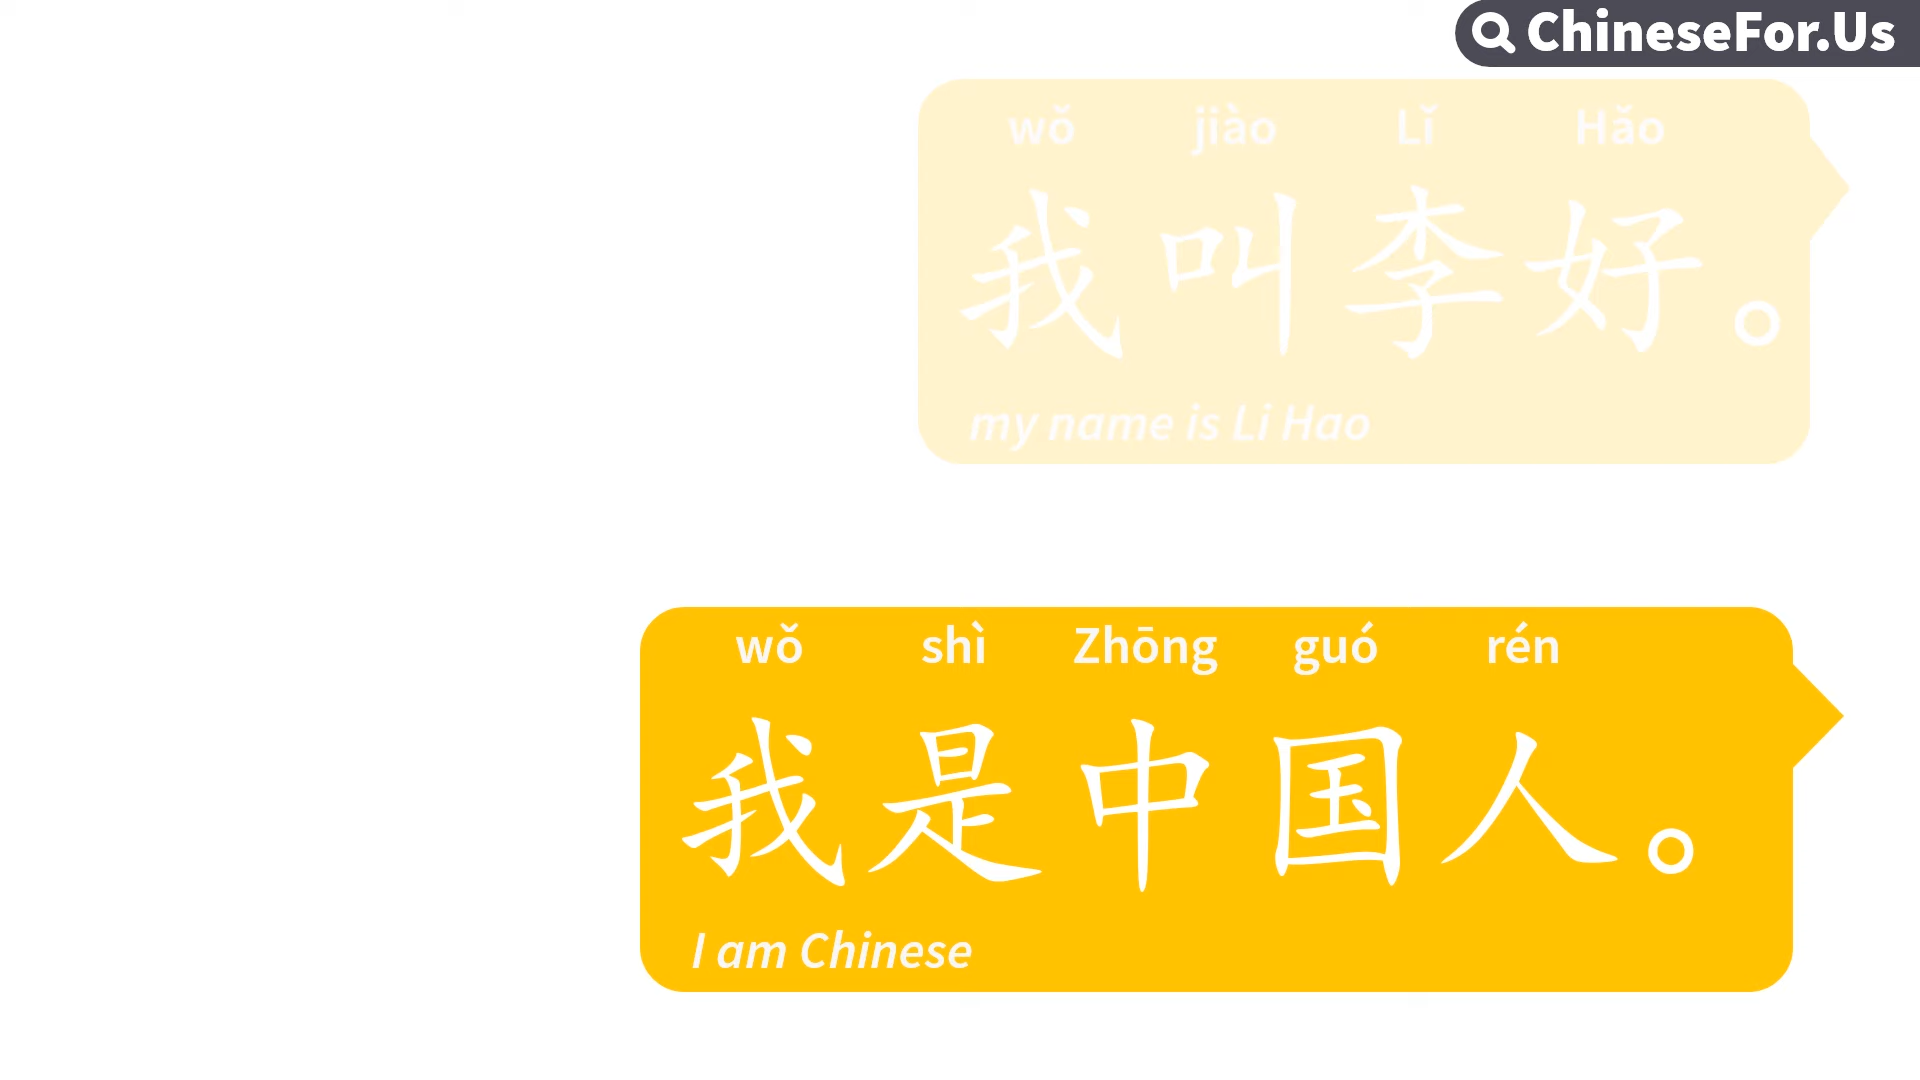 ChineseFor.Us
wǒ jiào Lǐ Hǎo
我叫李好。
my name is Li Hao
wǒ shì Zhōng guó rén
我是中国人。
I am Chinese